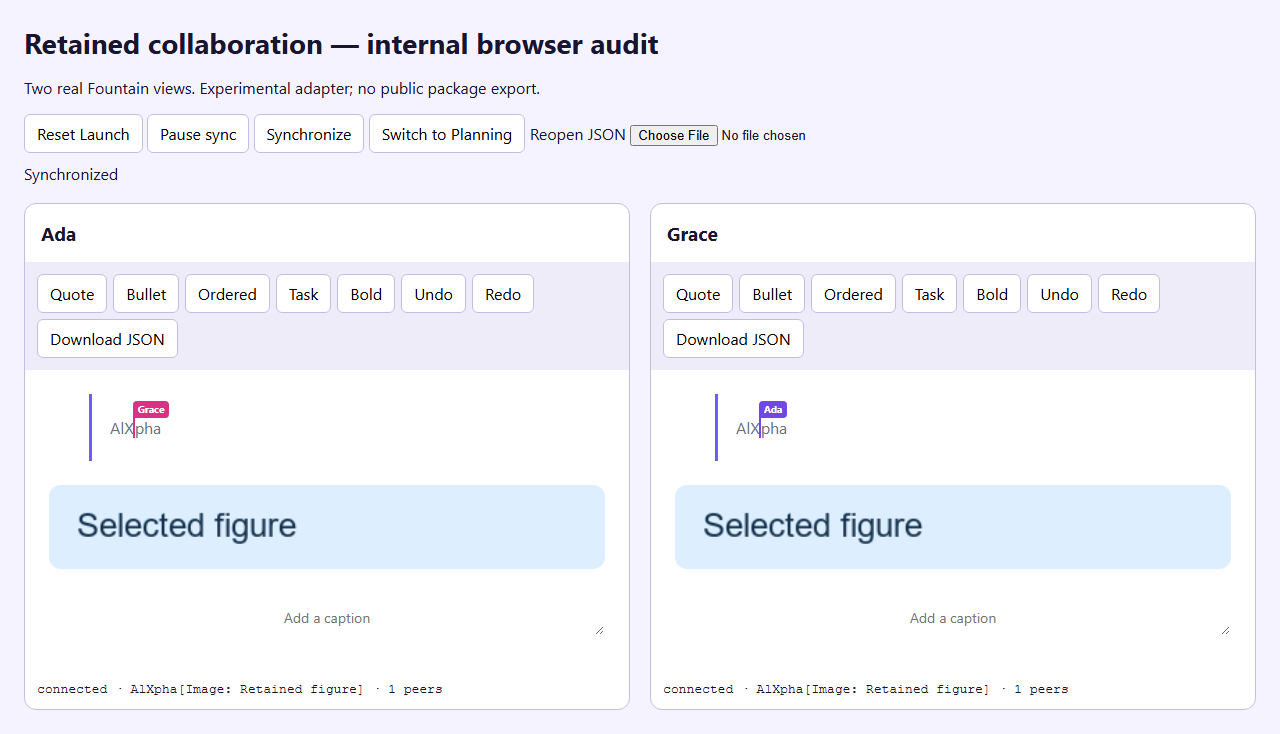 Retained collaboration — internal browser audit
Two real Fountain views. Experimental adapter; no public package export.
Reset Launch Pause sync Synchronize Switch to Planning Reopen JSON Choose File No file chosen
Synchronized
Ada
Quote Bullet Ordered Task Bold Undo Redo
Download JSON
Grace
AlXpha
Selected figure
Add a caption
connected · AlXpha[Image: Retained figure] · 1 peers
Grace
Quote Bullet Ordered Task Bold Undo Redo
Download JSON
Ada
AlXpha
Selected figure
Add a caption
connected · AlXpha[Image: Retained figure] · 1 peers